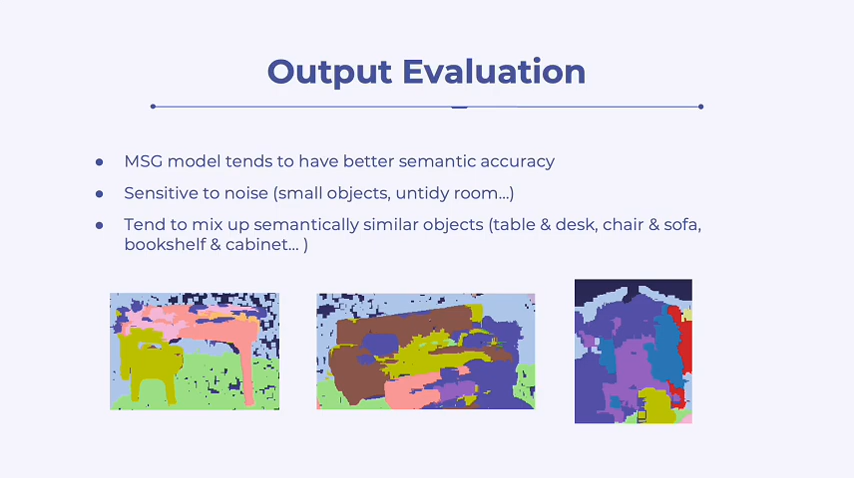 Output Evaluation
● MSG model tends to have better semantic accuracy
● Sensitive to noise (small objects, untidy room...)
● Tend to mix up semantically similar objects (table & desk, chair & sofa,
bookshelf & cabinet... )